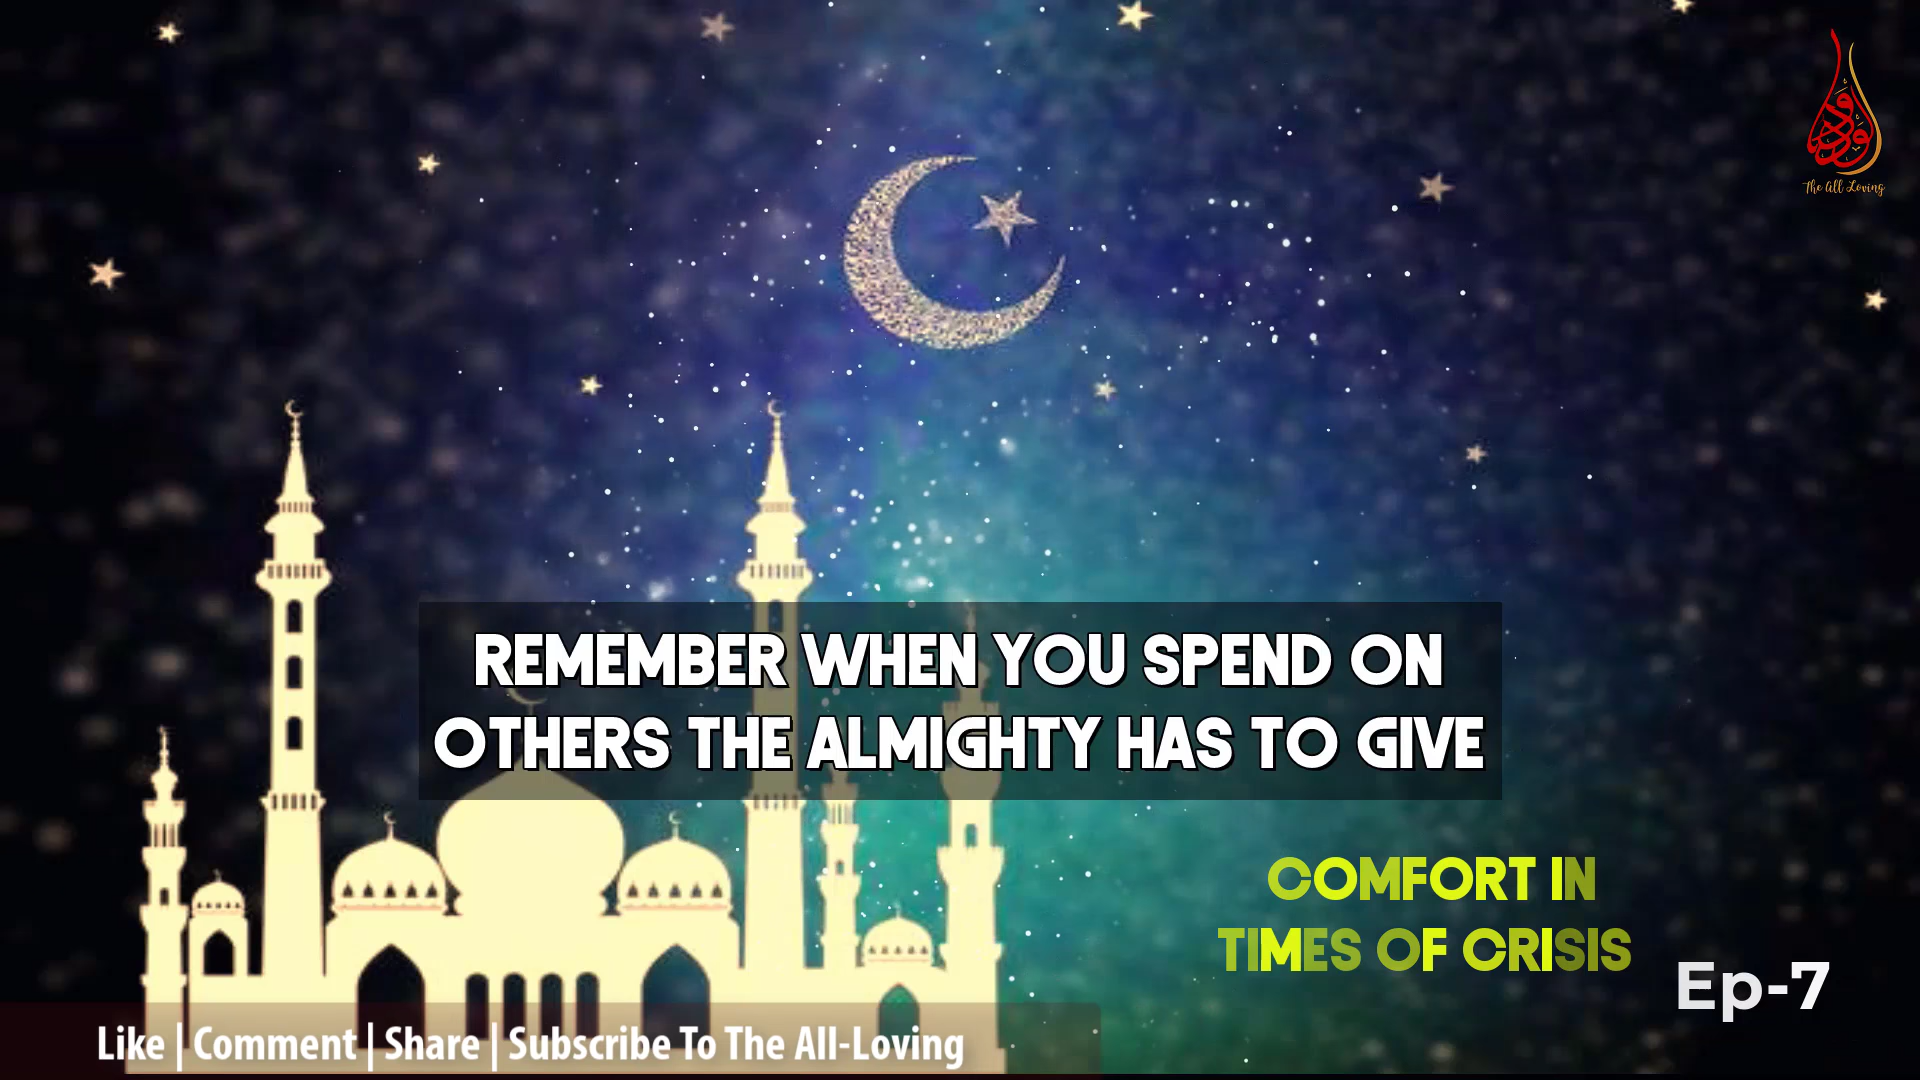 الودود
The All Loving
REMEMBER WHEN YOU SPEND ON
OTHERS THE ALMIGHTY HAS TO GIVE
COMFORT IN
TIMES OF CRISIS
Ep-7
Like | Comment | Share | Subscribe To The All-Loving